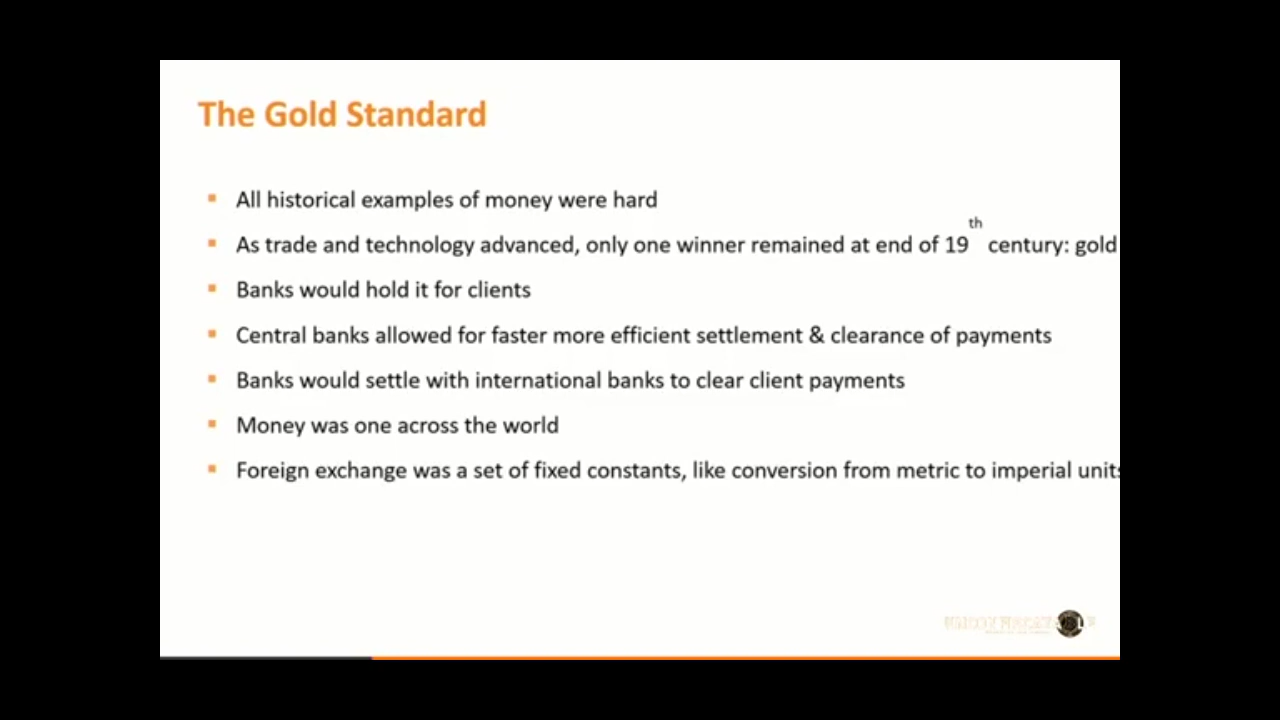 The Gold Standard
All historical examples of money were hard
As trade and technology advanced, only one winner remained at end of 19th century: gold
Banks would hold it for clients
Central banks allowed for faster more efficient settlement & clearance of payments
Banks would settle with international banks to clear client payments
Money was one across the world
Foreign exchange was a set of fixed constants, like conversion from metric to imperial units